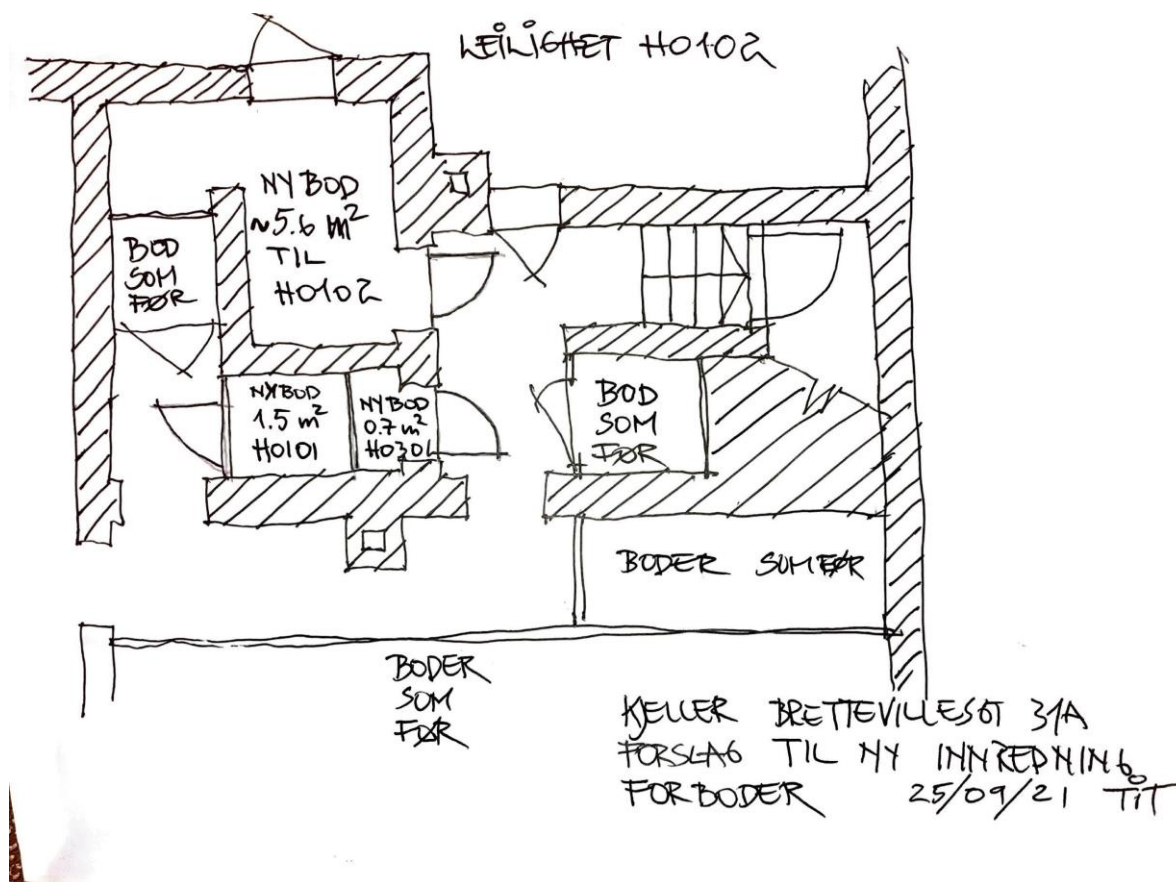 LEILIGHET H0102
NY BOD
~5.6 m²
TIL
H0102
BOD
SOM
FØR
NY BOD
1.5 m²
H0101
NY BOD
0.7 m²
H0301
BOD
SOM
FØR
BODER SOM FØR
BODER
SOM
FØR
KJELLER BRETTEVILLESGT 31A
FORSLAG TIL NY INNREDNING
FOR BODER 25/09/21 TiT